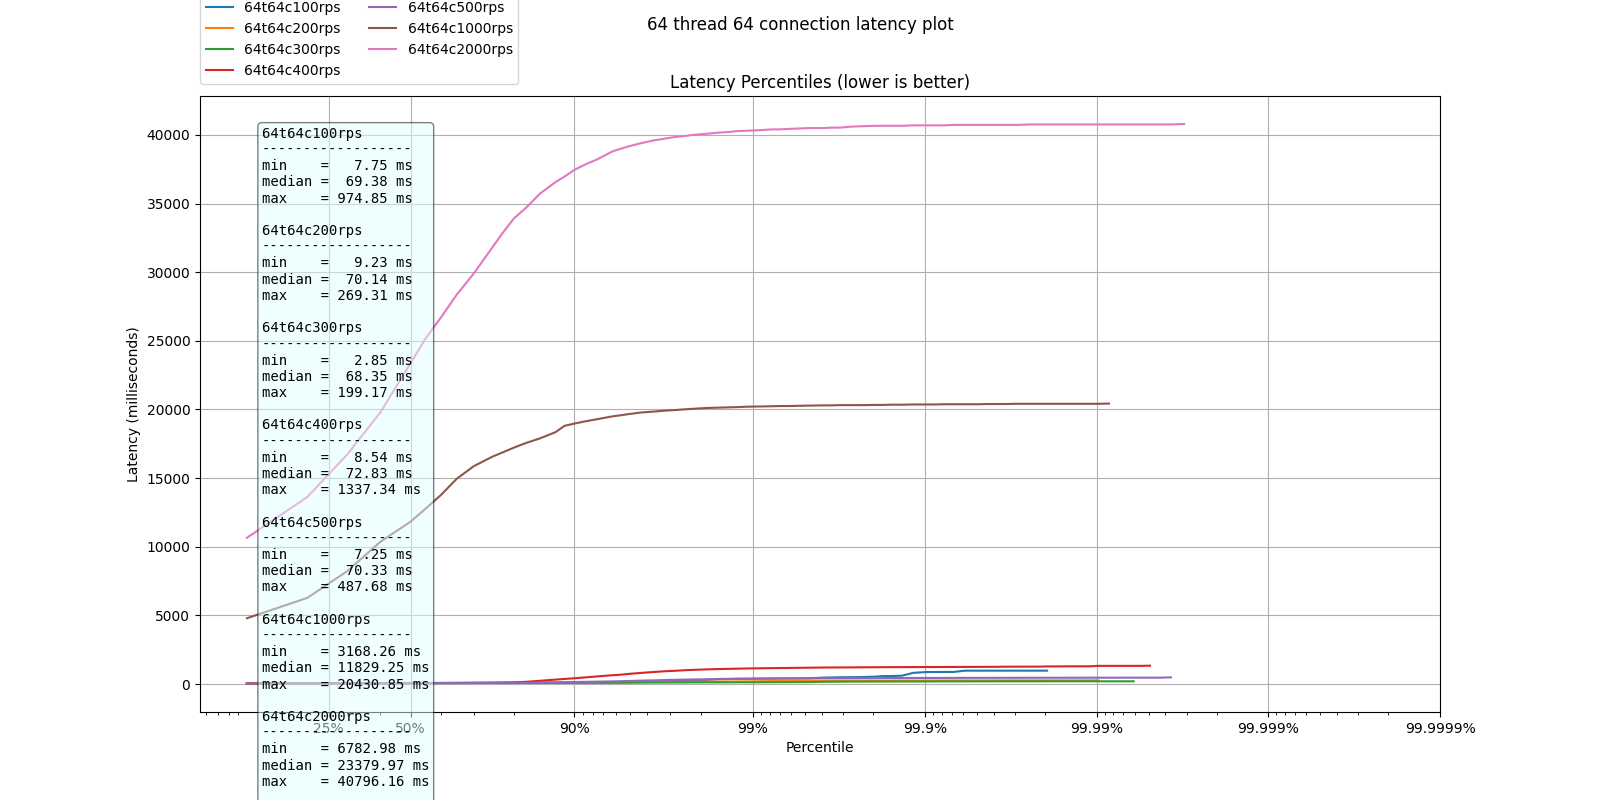 64t64c100rps
64t64c200rps
64t64c300rps
64t64c400rps
64t64c500rps
64t64c1000rps
64t64c2000rps
64 thread 64 connection latency plot
Latency Percentiles (lower is better)
40000
35000
30000
25000
20000
15000
10000
5000
0
Latency (milliseconds)
64t64c100rps
------------------
min    =   7.75 ms
median =  69.38 ms
max    = 974.85 ms
64t64c200rps
------------------
min    =   9.23 ms
median =  70.14 ms
max    = 269.31 ms
64t64c300rps
------------------
min    =   2.85 ms
median =  68.35 ms
max    = 199.17 ms
64t64c400rps
------------------
min    =   8.54 ms
median =  72.83 ms
max    = 1337.34 ms
64t64c500rps
------------------
min    =   7.25 ms
median =  70.33 ms
max    = 487.68 ms
64t64c1000rps
------------------
min    = 3168.26 ms
median = 11829.25 ms
max    = 20430.85 ms
64t64c2000rps
------------------
min    = 6782.98 ms
median = 23379.97 ms
max    = 40796.16 ms
25%
50%
90%
99%
99.9%
99.99%
99.999%
99.9999%
Percentile